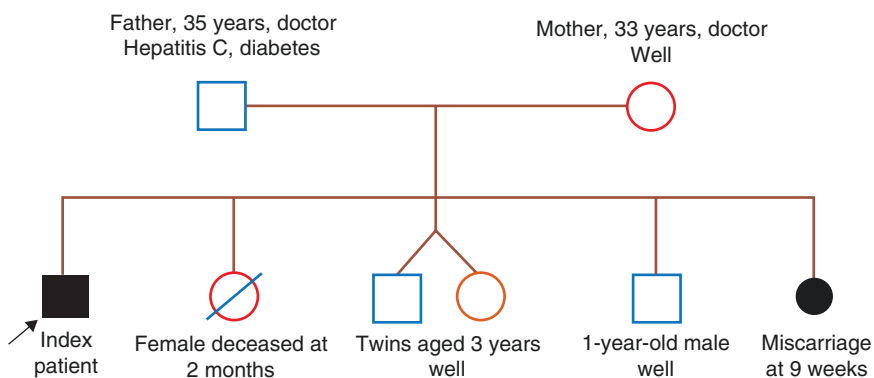 Father, 35 years, doctor
Hepatitis C, diabetes
Mother, 33 years, doctor
Well
Index
patient
Female deceased at
2 months
Twins aged 3 years
well
1-year-old male
well
Miscarriage
at 9 weeks